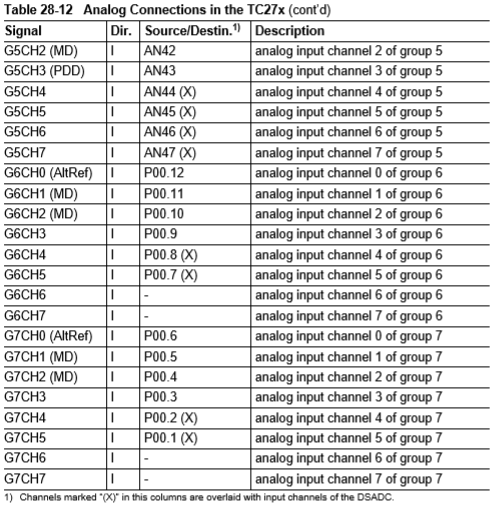 Table 28-12 Analog Connections in the TC27x (cont'd)
Signal Dir. Source/Destin.1) Description
G5CH2 (MD) I AN42 analog input channel 2 of group 5
G5CH3 (PDD) I AN43 analog input channel 3 of group 5
G5CH4 I AN44 (X) analog input channel 4 of group 5
G5CH5 I AN45 (X) analog input channel 5 of group 5
G5CH6 I AN46 (X) analog input channel 6 of group 5
G5CH7 I AN47 (X) analog input channel 7 of group 5
G6CH0 (AltRef) I P00.12 analog input channel 0 of group 6
G6CH1 (MD) I P00.11 analog input channel 1 of group 6
G6CH2 (MD) I P00.10 analog input channel 2 of group 6
G6CH3 I P00.9 analog input channel 3 of group 6
G6CH4 I P00.8 (X) analog input channel 4 of group 6
G6CH5 I P00.7 (X) analog input channel 5 of group 6
G6CH6 I - analog input channel 6 of group 6
G6CH7 I - analog input channel 7 of group 6
G7CH0 (AltRef) I P00.6 analog input channel 0 of group 7
G7CH1 (MD) I P00.5 analog input channel 1 of group 7
G7CH2 (MD) I P00.4 analog input channel 2 of group 7
G7CH3 I P00.3 analog input channel 3 of group 7
G7CH4 I P00.2 (X) analog input channel 4 of group 7
G7CH5 I P00.1 (X) analog input channel 5 of group 7
G7CH6 I - analog input channel 6 of group 7
G7CH7 I - analog input channel 7 of group 7
1) Channels marked "(X)" in this columns are overlaid with input channels of the DSADC.